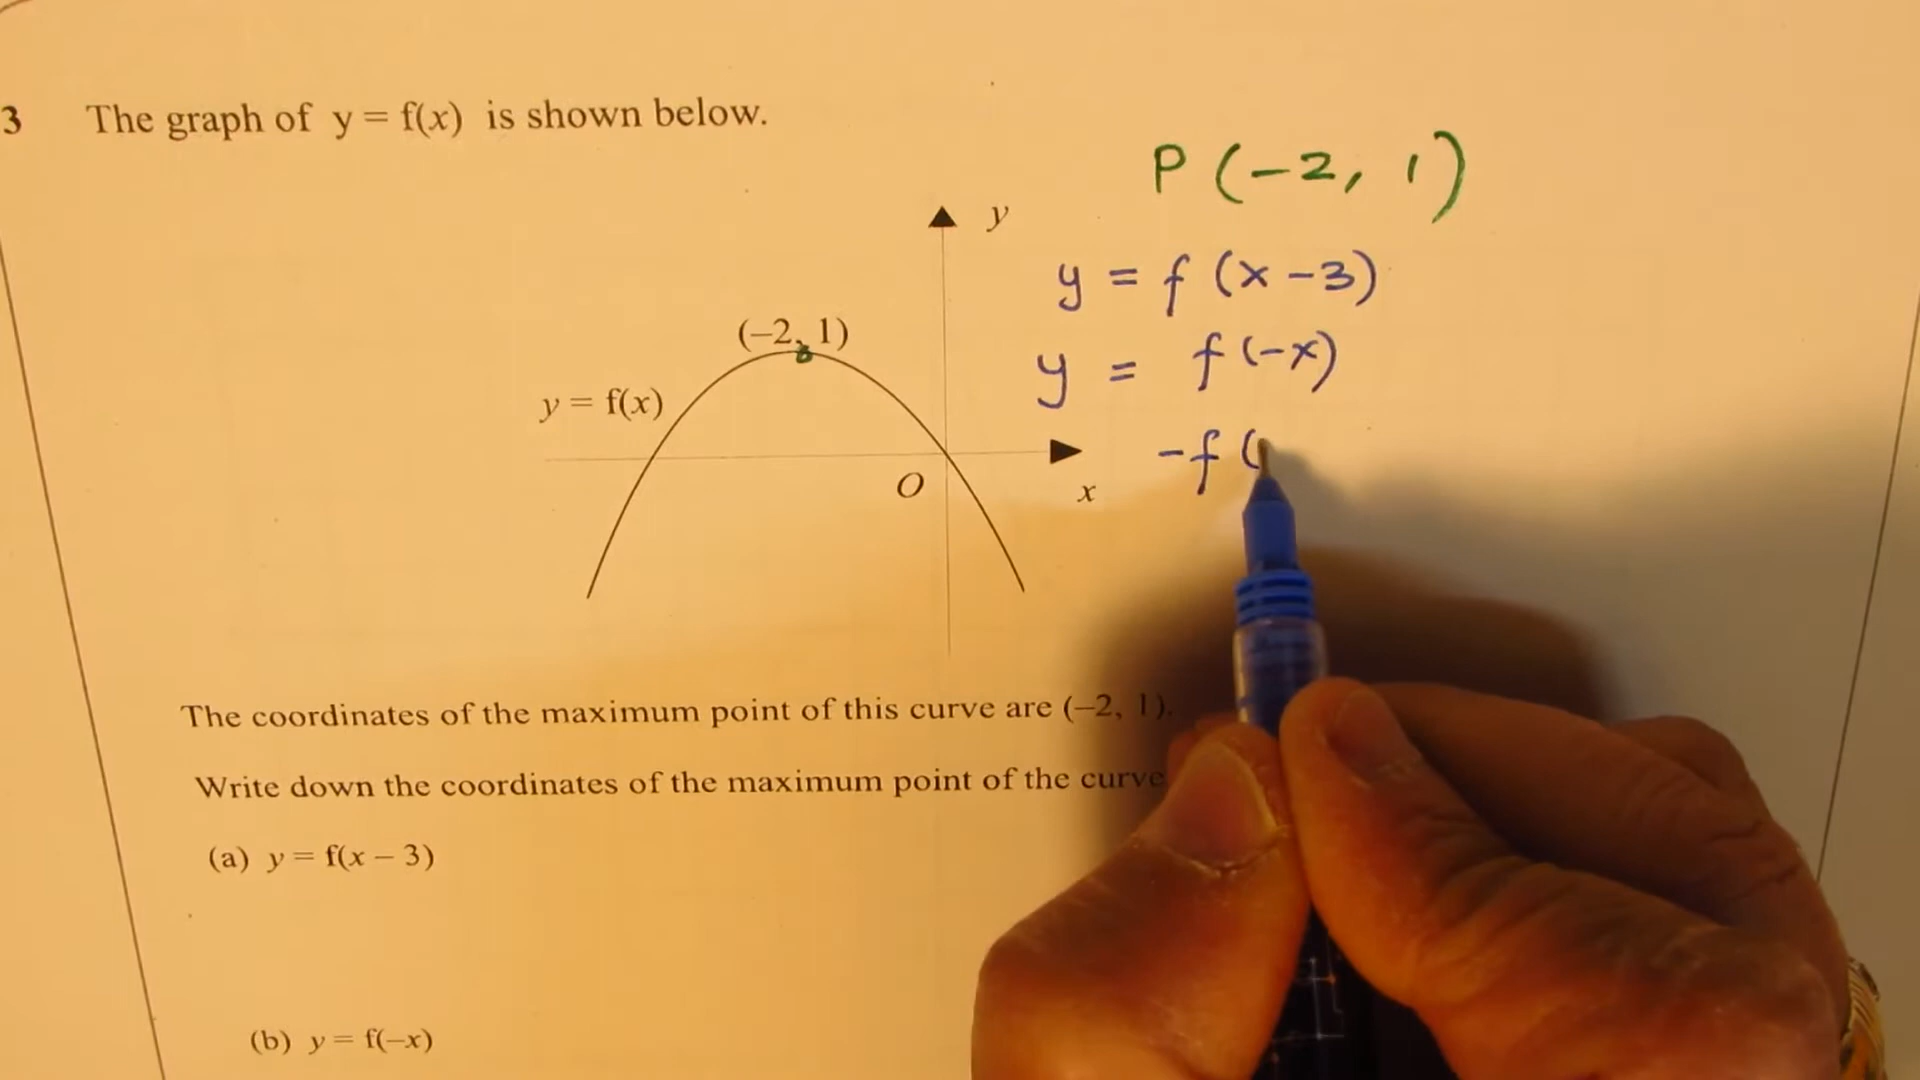 3 The graph of y = f(x) is shown below.
P (-2, 1)
y
y = f (x - 3)
(-2, 1)
y = f (-x)
y = f(x)
-f (
O
x
The coordinates of the maximum point of this curve are (-2, 1).
Write down the coordinates of the maximum point of the curve
(a) y = f(x - 3)
(b) y = f(-x)